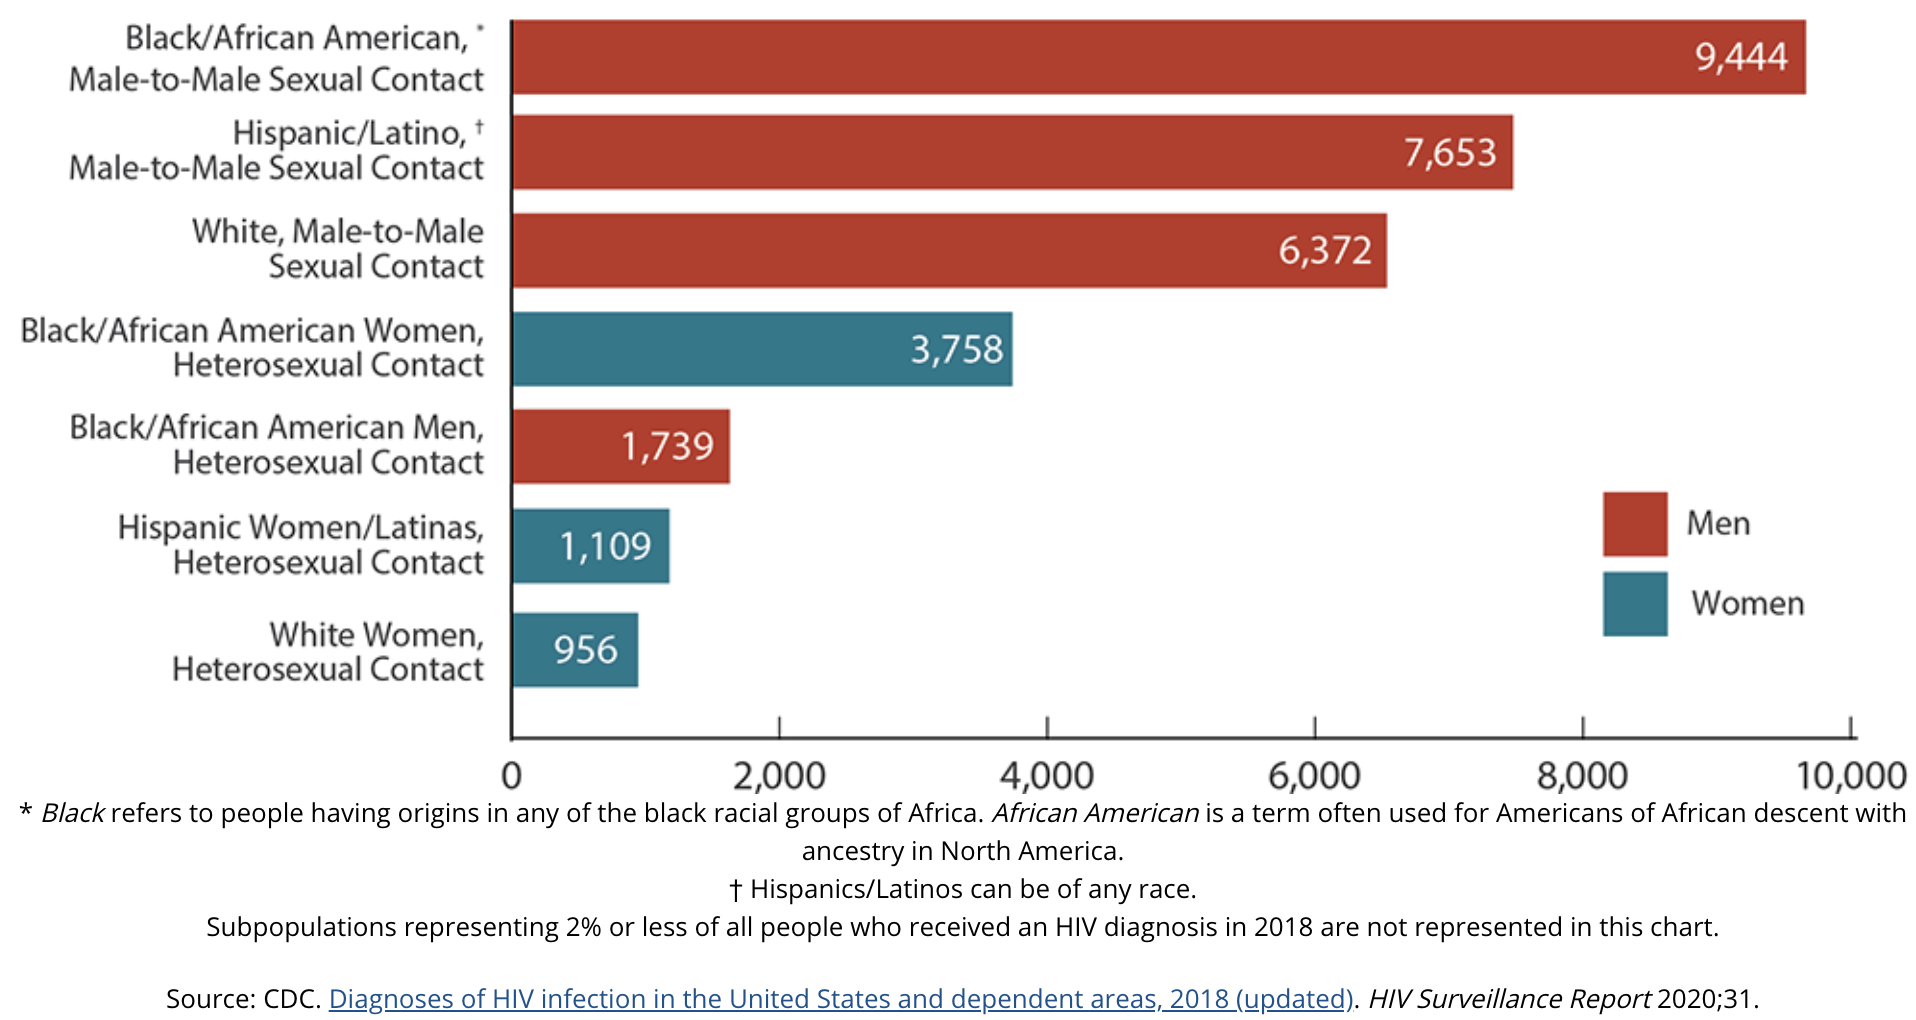 Black/African American, *
Male-to-Male Sexual Contact
9,444
Hispanic/Latino, †
Male-to-Male Sexual Contact
7,653
White, Male-to-Male
Sexual Contact
6,372
Black/African American Women,
Heterosexual Contact
3,758
Black/African American Men,
Heterosexual Contact
1,739
Hispanic Women/Latinas,
Heterosexual Contact
1,109
White Women,
Heterosexual Contact
956
Men
Women
0 2,000 4,000 6,000 8,000 10,000
* Black refers to people having origins in any of the black racial groups of Africa. African American is a term often used for Americans of African descent with
ancestry in North America.
† Hispanics/Latinos can be of any race.
Subpopulations representing 2% or less of all people who received an HIV diagnosis in 2018 are not represented in this chart.
Source: CDC. Diagnoses of HIV infection in the United States and dependent areas, 2018 (updated). HIV Surveillance Report 2020;31.